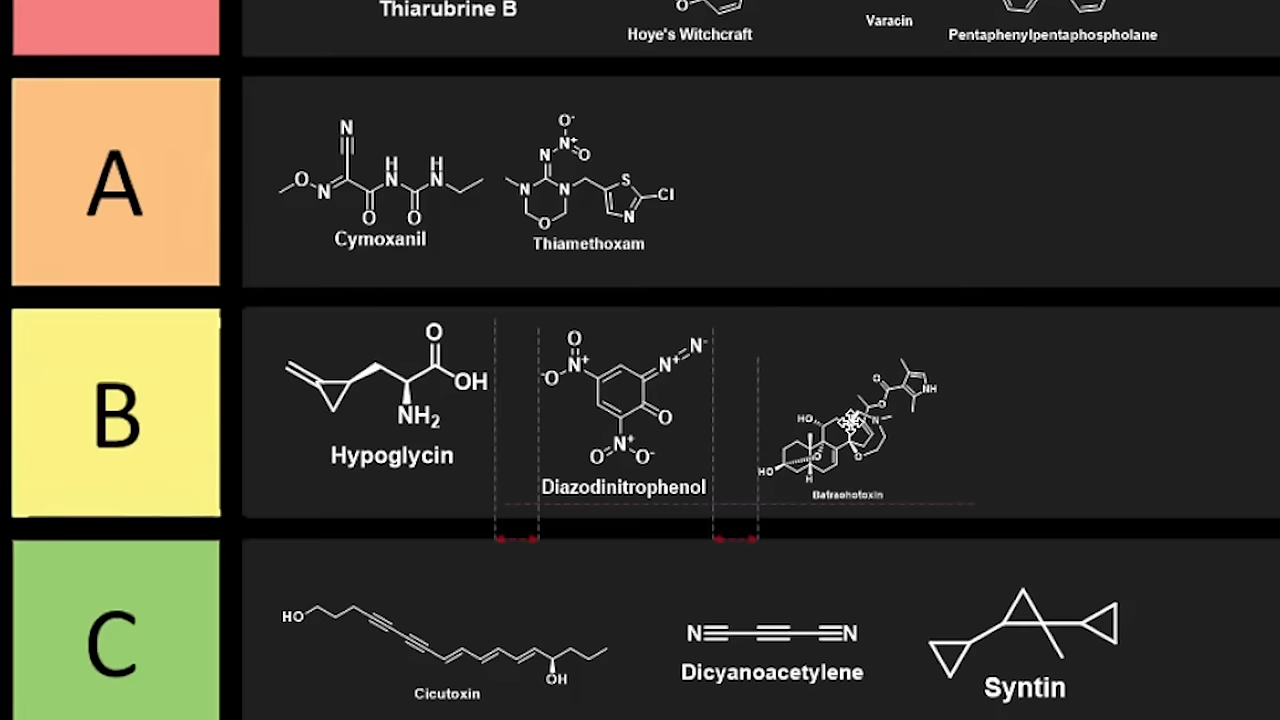 Thiarubrine B
Hoye's Witchcraft
Varacin
Pentaphenylpentaphospholane
A
Cymoxanil
Thiamethoxam
B
Hypoglycin
Diazodinitrophenol
Batrachotoxin
C
Cicutoxin
Dicyanoacetylene
Syntin